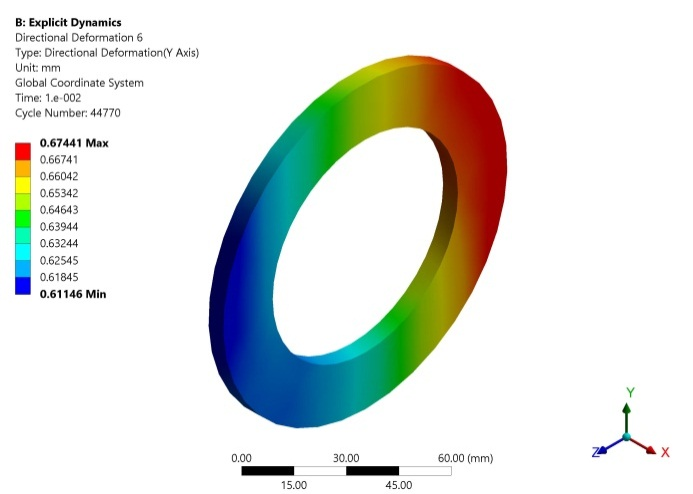 B: Explicit Dynamics
Directional Deformation 6
Type: Directional Deformation(Y Axis)
Unit: mm
Global Coordinate System
Time: 1.e-002
Cycle Number: 44770
0.67441 Max
0.66741
0.66042
0.65342
0.64643
0.63944
0.63244
0.62545
0.61845
0.61146 Min
Y
Z
X
0.00 30.00 60.00 (mm)
15.00 45.00